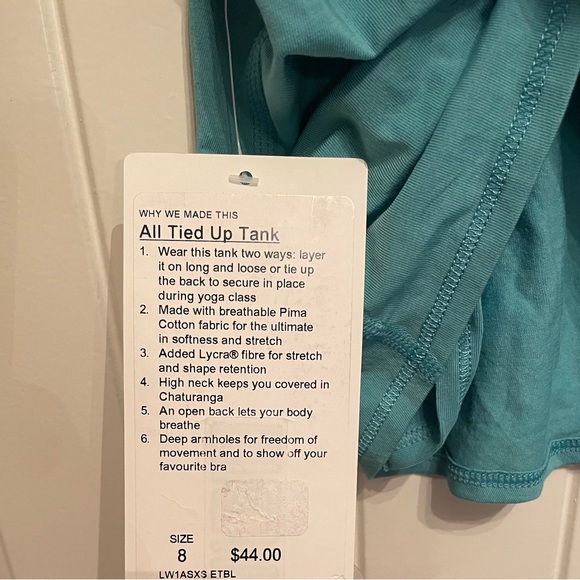 WHY WE MADE THIS
All Tied Up Tank
1. Wear this tank two ways: layer
it on long and loose or tie up
the back to secure in place
during yoga class
2. Made with breathable Pima
Cotton fabric for the ultimate
in softness and stretch
3. Added Lycra® fibre for stretch
and shape retention
4. High neck keeps you covered in
Chaturanga
5. An open back lets your body
breathe
6. Deep armholes for freedom of
movement and to show off your
favourite bra
SIZE
8 $44.00
LW1ASXS ETBL